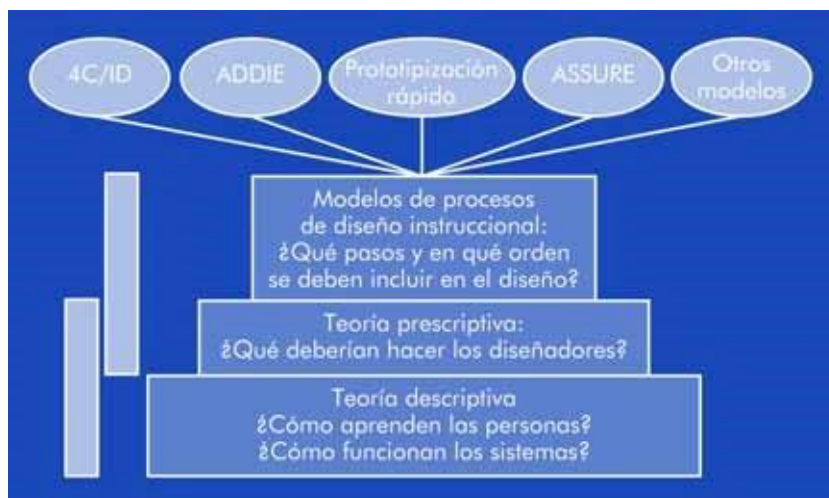 4C/ID
ADDIE
Prototipización
rápido
ASSURE
Otros
modelos
Modelos de procesos
de diseño instruccional:
¿Qué pasos y en qué orden
se deben incluir en el diseño?
Teoría prescriptiva:
¿Qué deberían hacer los diseñadores?
Teoría descriptiva
¿Cómo aprenden las personas?
¿Cómo funcionan los sistemas?